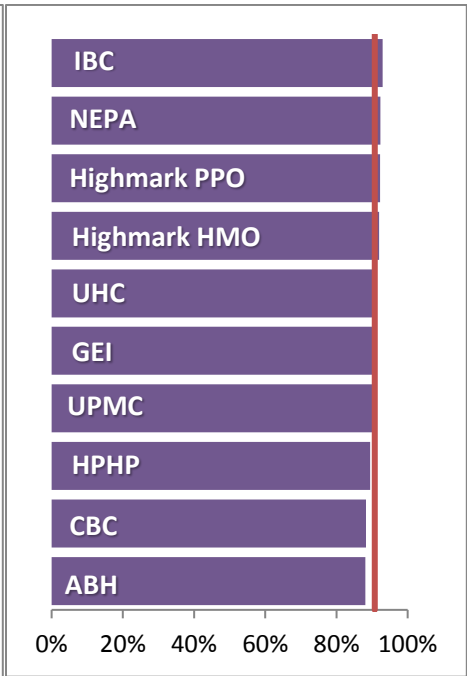 IBC
NEPA
Highmark PPO
Highmark HMO
UHC
GEI
UPMC
HPHP
CBC
ABH
0% 20% 40% 60% 80% 100%